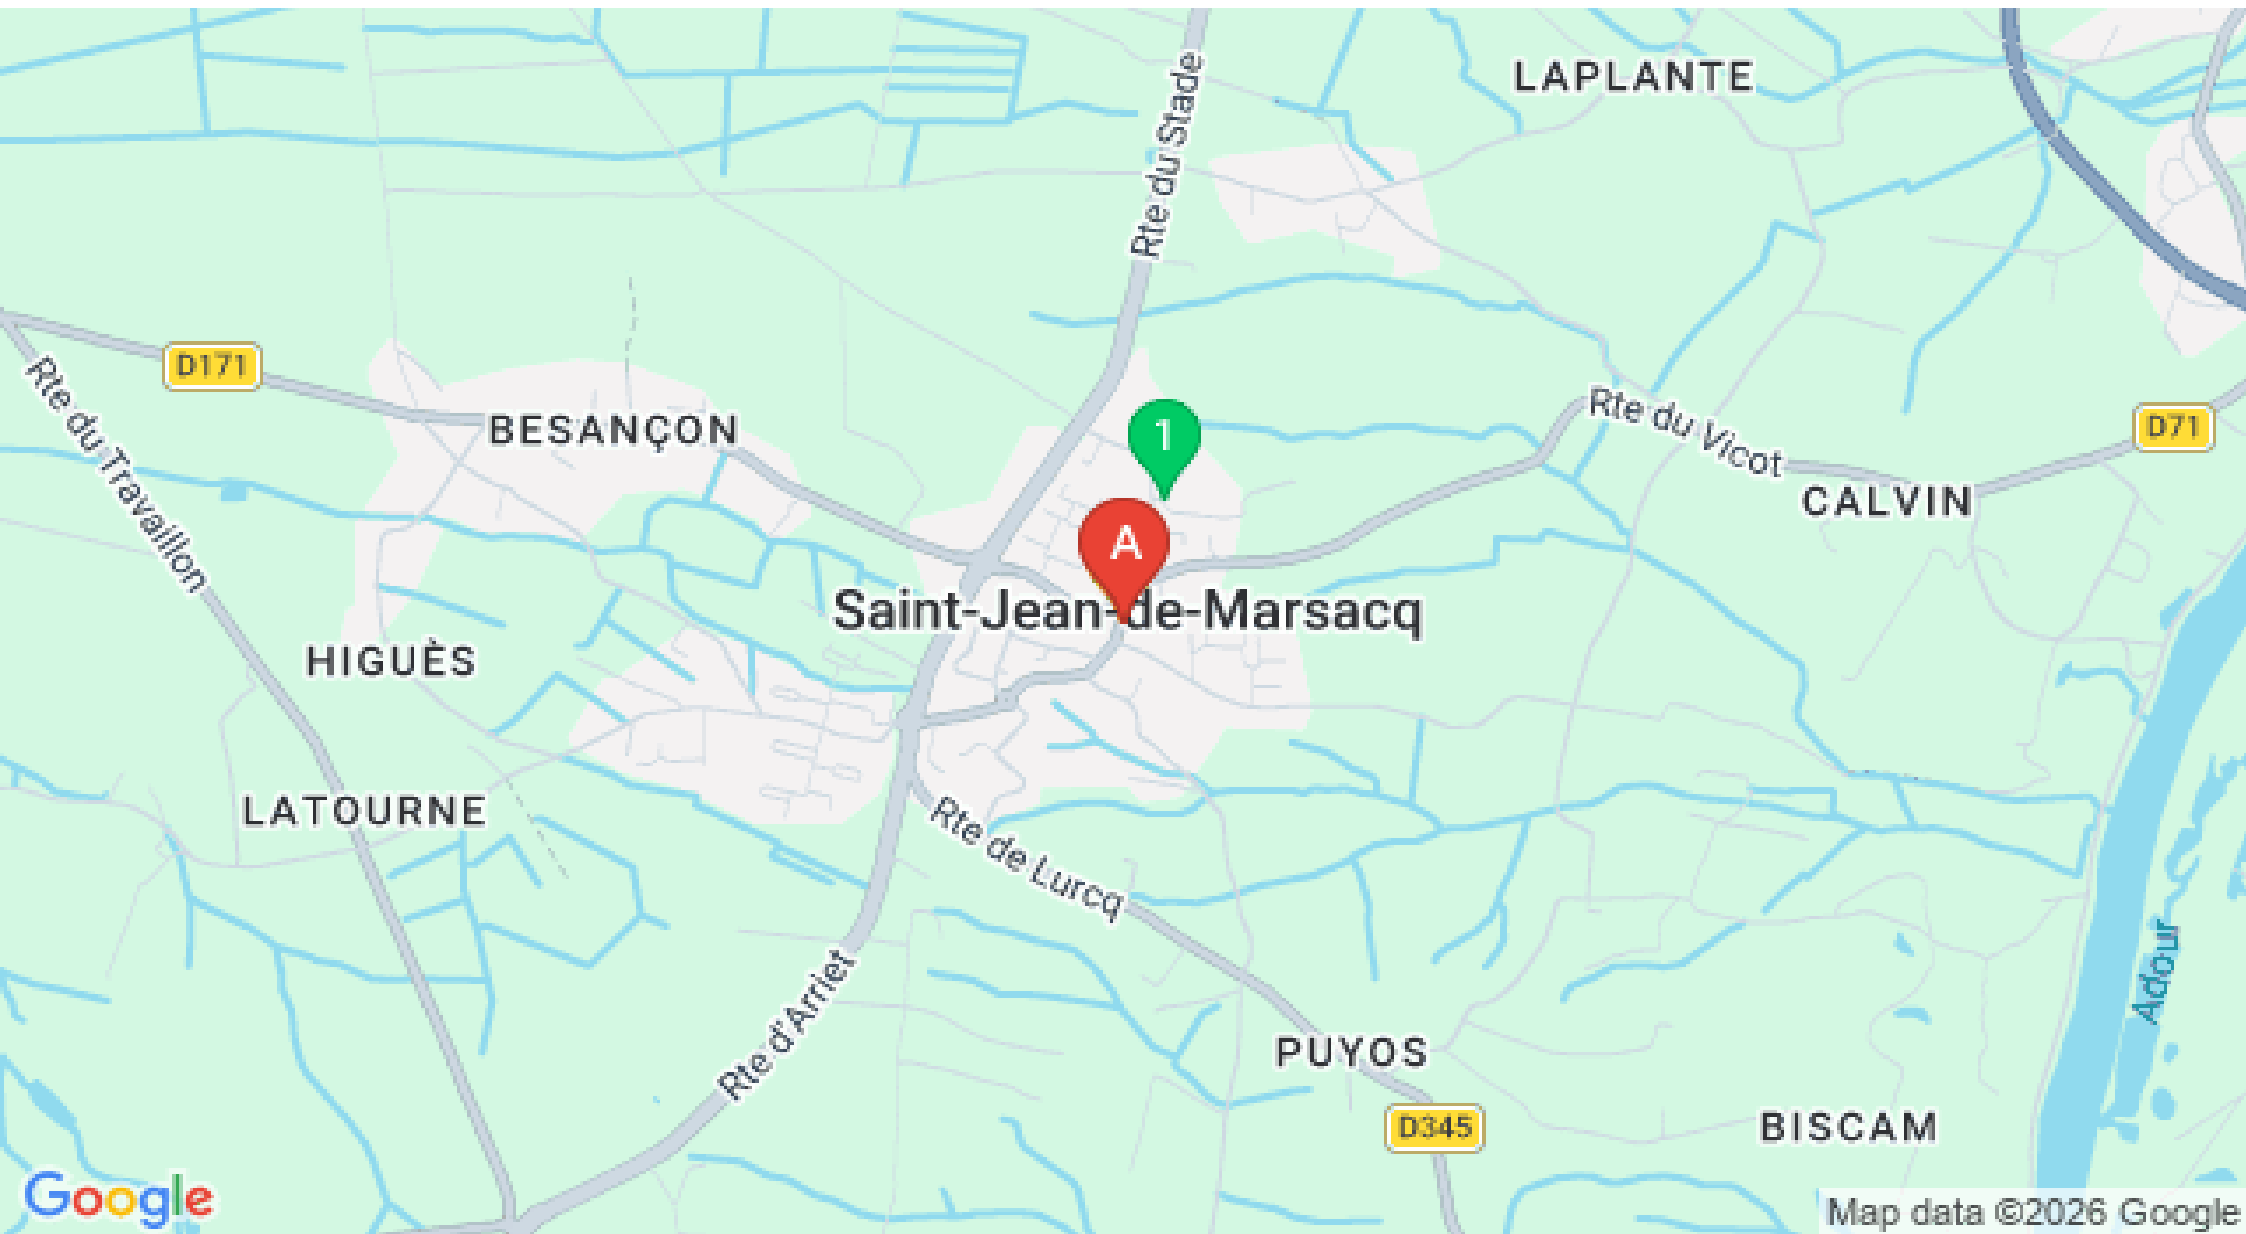 LAPLANTE
Rte du Stade
D171
Rte du Travaillon
BESANÇON
1
Rte du Vicot
D71
CALVIN
A
Saint-Jean-de-Marsacq
HIGUÈS
LATOURNE
Rte de Lurcq
Rte d'Arriet
Adour
PUYOS
D345
BISCAM
Google
Map data ©2026 Google